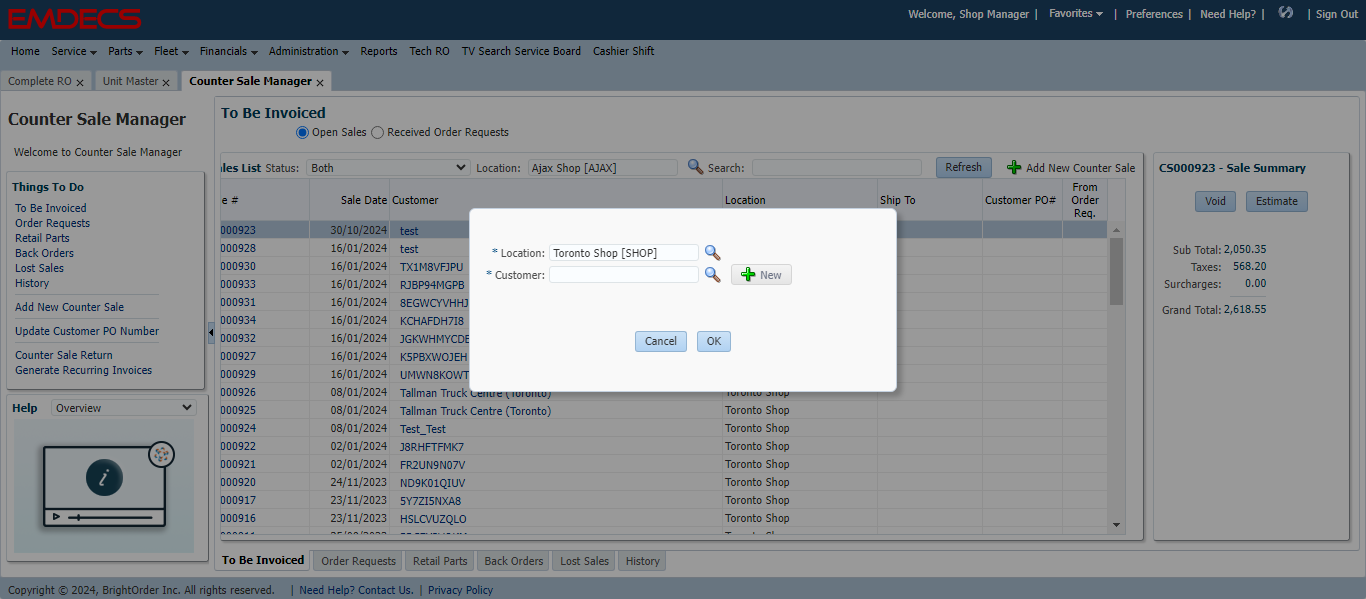 EMDECS
Welcome, Shop Manager | Favorites | Preferences | Need Help? | | Sign Out
Home Service Parts Fleet Financials Administration Reports Tech RO TV Search Service Board Cashier Shift
Complete RO Unit Master Counter Sale Manager
Counter Sale Manager
Welcome to Counter Sale Manager
Things To Do
To Be Invoiced
Order Requests
Retail Parts
Back Orders
Lost Sales
History
Add New Counter Sale
Update Customer PO Number
Counter Sale Return
Generate Recurring Invoices
Help Overview
To Be Invoiced
Open Sales Received Order Requests
ales List Status: Both Location: Ajax Shop [AJAX] Search: Refresh Add New Counter Sale
e # Sale Date Customer Location Ship To Customer PO# From Order Req.
000923 30/10/2024 test
000928 16/01/2024 test
000930 16/01/2024 TX1M8VFJPU
000933 16/01/2024 RJBP94MGPB
000931 16/01/2024 8EGWCYVHHJ
000934 16/01/2024 KCHAFDH7I8
000932 16/01/2024 JGKWHMYCDE
000927 16/01/2024 K5PBXWOJEH
000929 16/01/2024 UMWN8KOWT
000926 08/01/2024 Tallman Truck Centre (Toronto) Toronto Shop
000925 08/01/2024 Tallman Truck Centre (Toronto) Toronto Shop
000924 08/01/2024 Test_Test Toronto Shop
000922 02/01/2024 J8RHFTFMK7 Toronto Shop
000921 02/01/2024 FR2UN9N07V Toronto Shop
000920 24/11/2023 ND9K01QIUV Toronto Shop
000917 23/11/2023 5Y7ZI5NXA8 Toronto Shop
000916 23/11/2023 HSLCVUZQLO Toronto Shop
* Location: Toronto Shop [SHOP]
* Customer: New
Cancel OK
CS000923 - Sale Summary
Void Estimate
Sub Total: 2,050.35
Taxes: 568.20
Surcharges: 0.00
Grand Total: 2,618.55
To Be Invoiced Order Requests Retail Parts Back Orders Lost Sales History
Copyright © 2024, BrightOrder Inc. All rights reserved. | Need Help? Contact Us. | Privacy Policy